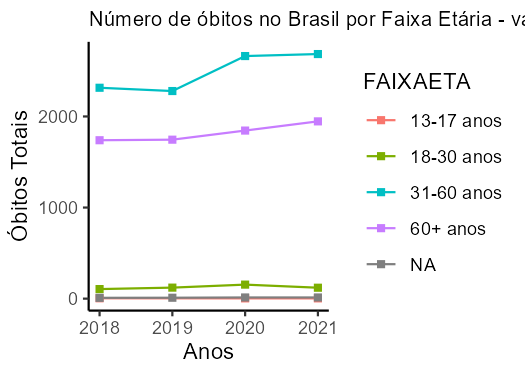 Número de óbitos no Brasil por Faixa Etária - va
FAIXAETA
13-17 anos
18-30 anos
31-60 anos
60+ anos
NA
Óbitos Totais
2000
1000
0
2018 2019 2020 2021
Anos